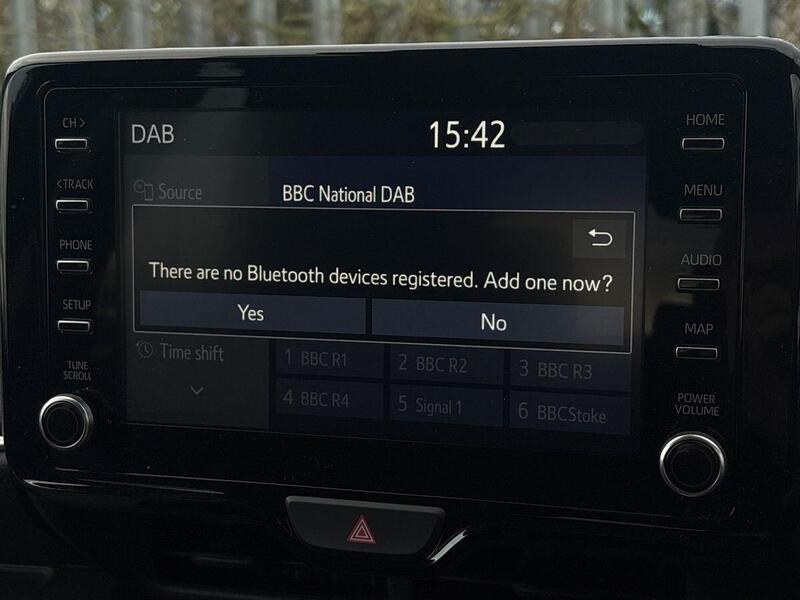 CH >
DAB
15:42
HOME
< TRACK
Source
BBC National DAB
MENU
PHONE
There are no Bluetooth devices registered. Add one now?
AUDIO
SETUP
Yes
No
MAP
Time shift
1 BBC R1
2 BBC R2
3 BBC R3
TUNE
SCROLL
4 BBC R4
5 Signal 1
6 BBCStoke
POWER
VOLUME